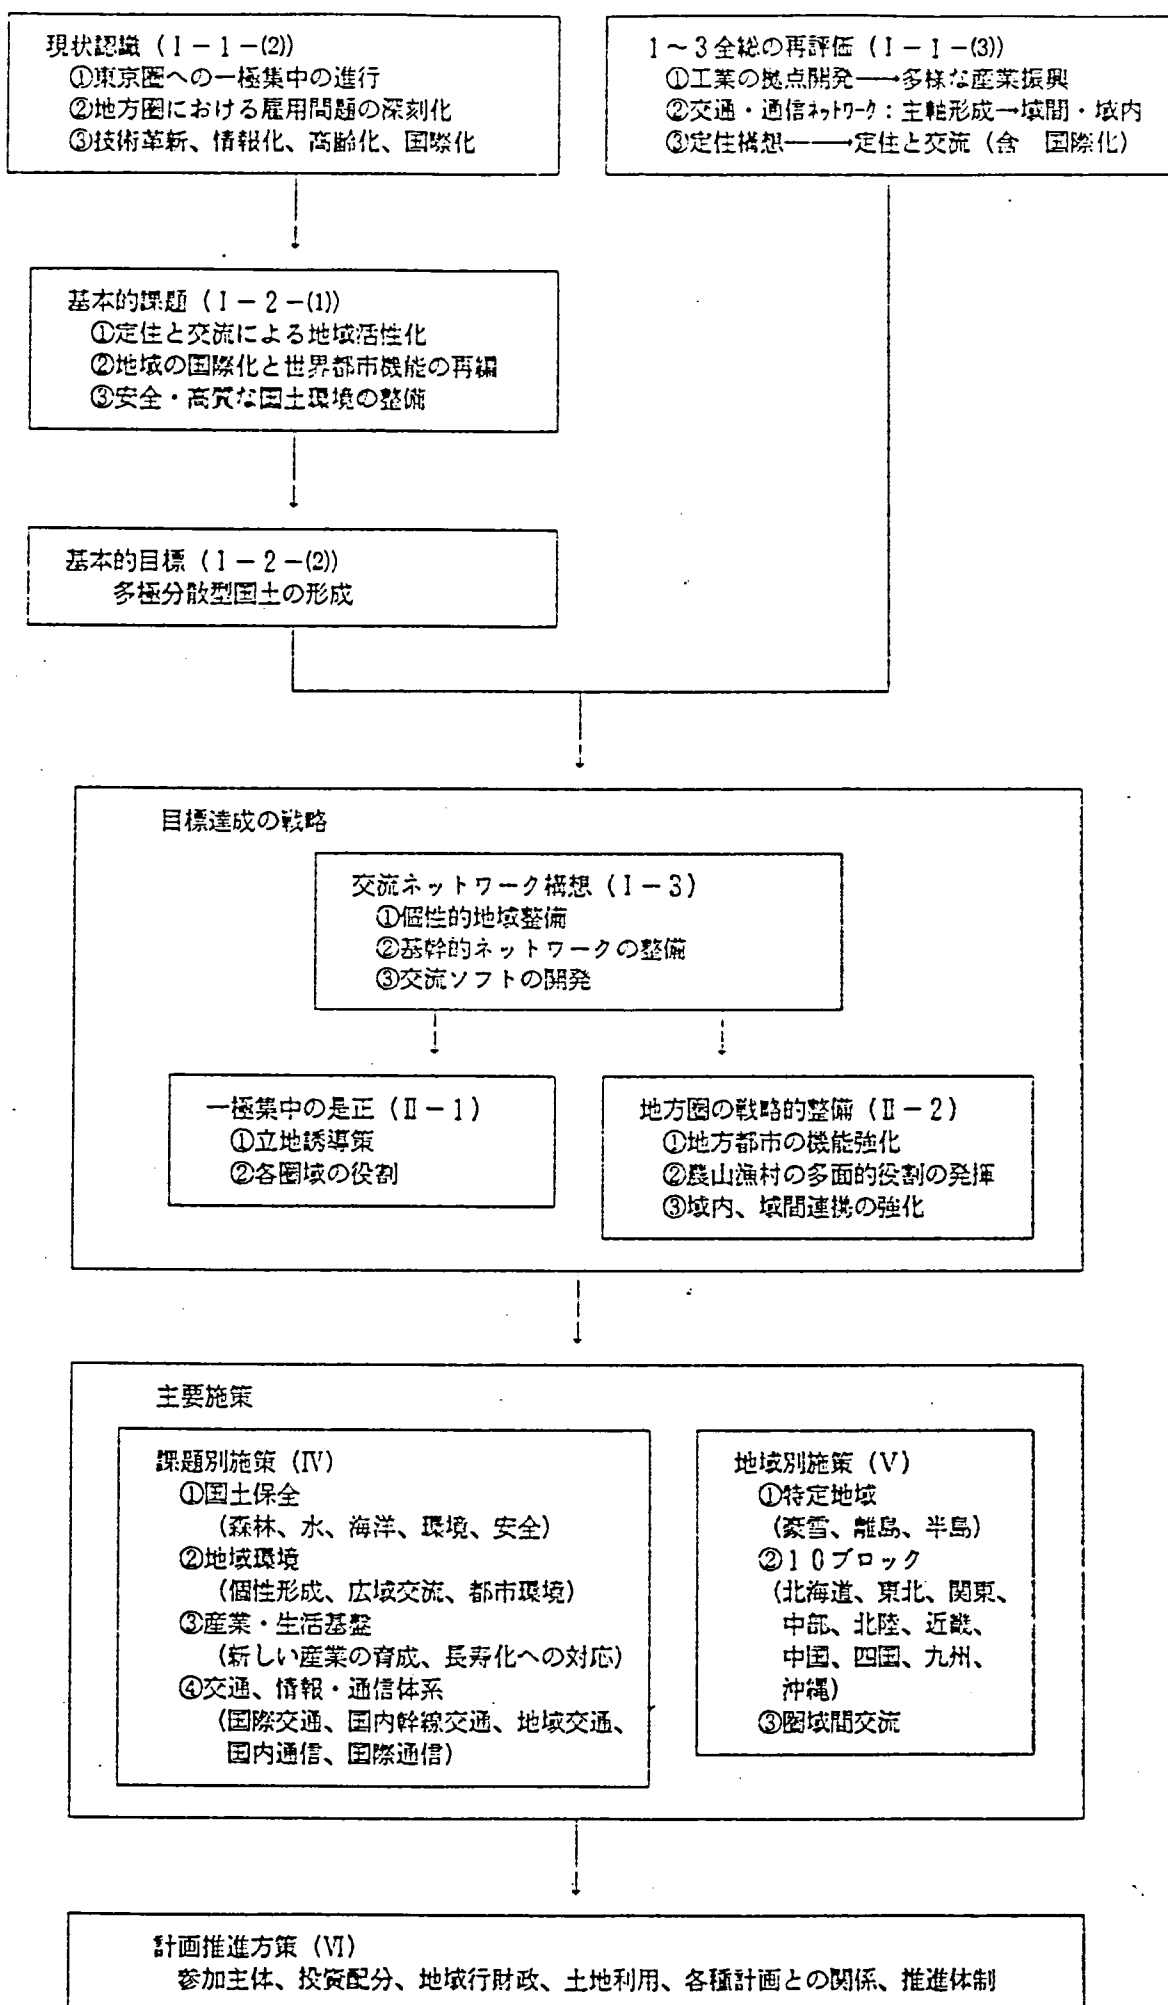 現状認識（Ⅰ－1－(2)）
①東京圏への一極集中の進行
②地方圏における雇用問題の深刻化
③技術革新、情報化、高齢化、国際化
1～3全総の再評価（Ⅰ－Ⅰ－(3)）
①工業の拠点開発──→多様な産業振興
②交通・通信ネットワーク：主軸形成→域間・域内
③定住構想───→定住と交流（含　国際化）
基本的課題（Ⅰ－2－(1)）
①定住と交流による地域活性化
②地域の国際化と世界都市機能の再編
③安全・高質な国土環境の整備
基本的目標（Ⅰ－2－(2)）
多極分散型国土の形成
目標達成の戦略
交流ネットワーク構想（Ⅰ－3）
①個性的地域整備
②基幹的ネットワークの整備
③交流ソフトの開発
一極集中の是正（Ⅱ－1）
①立地誘導策
②各圏域の役割
地方圏の戦略的整備（Ⅱ－2）
①地方都市の機能強化
②農山漁村の多面的役割の発揮
③域内、域間連携の強化
主要施策
課題別施策（Ⅳ）
①国土保全
（森林、水、海洋、環境、安全）
②地域環境
（個性形成、広域交流、都市環境）
③産業・生活基盤
（新しい産業の育成、長寿化への対応）
④交通、情報・通信体系
（国際交通、国内幹線交通、地域交通、
国内通信、国際通信）
地域別施策（Ⅴ）
①特定地域
（豪雪、離島、半島）
②10ブロック
（北海道、東北、関東、
中部、北陸、近畿、
中国、四国、九州、
沖縄）
③圏域間交流
計画推進方策（Ⅵ）
参加主体、投資配分、地域行財政、土地利用、各種計画との関係、推進体制